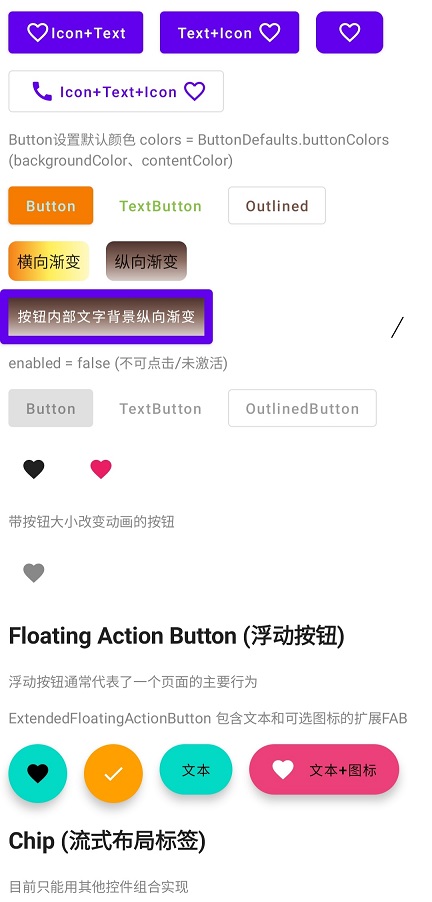 Icon+Text Text+Icon
Icon+Text+Icon
Button设置默认颜色 colors = ButtonDefaults.buttonColors
(backgroundColor、contentColor)
Button TextButton Outlined
横向渐变 纵向渐变
按钮内部文字背景纵向渐变
enabled = false (不可点击/未激活)
Button TextButton OutlinedButton
带按钮大小改变动画的按钮
Floating Action Button (浮动按钮)
浮动按钮通常代表了一个页面的主要行为
ExtendedFloatingActionButton 包含文本和可选图标的扩展FAB
文本 文本+图标
Chip (流式布局标签)
目前只能用其他控件组合实现